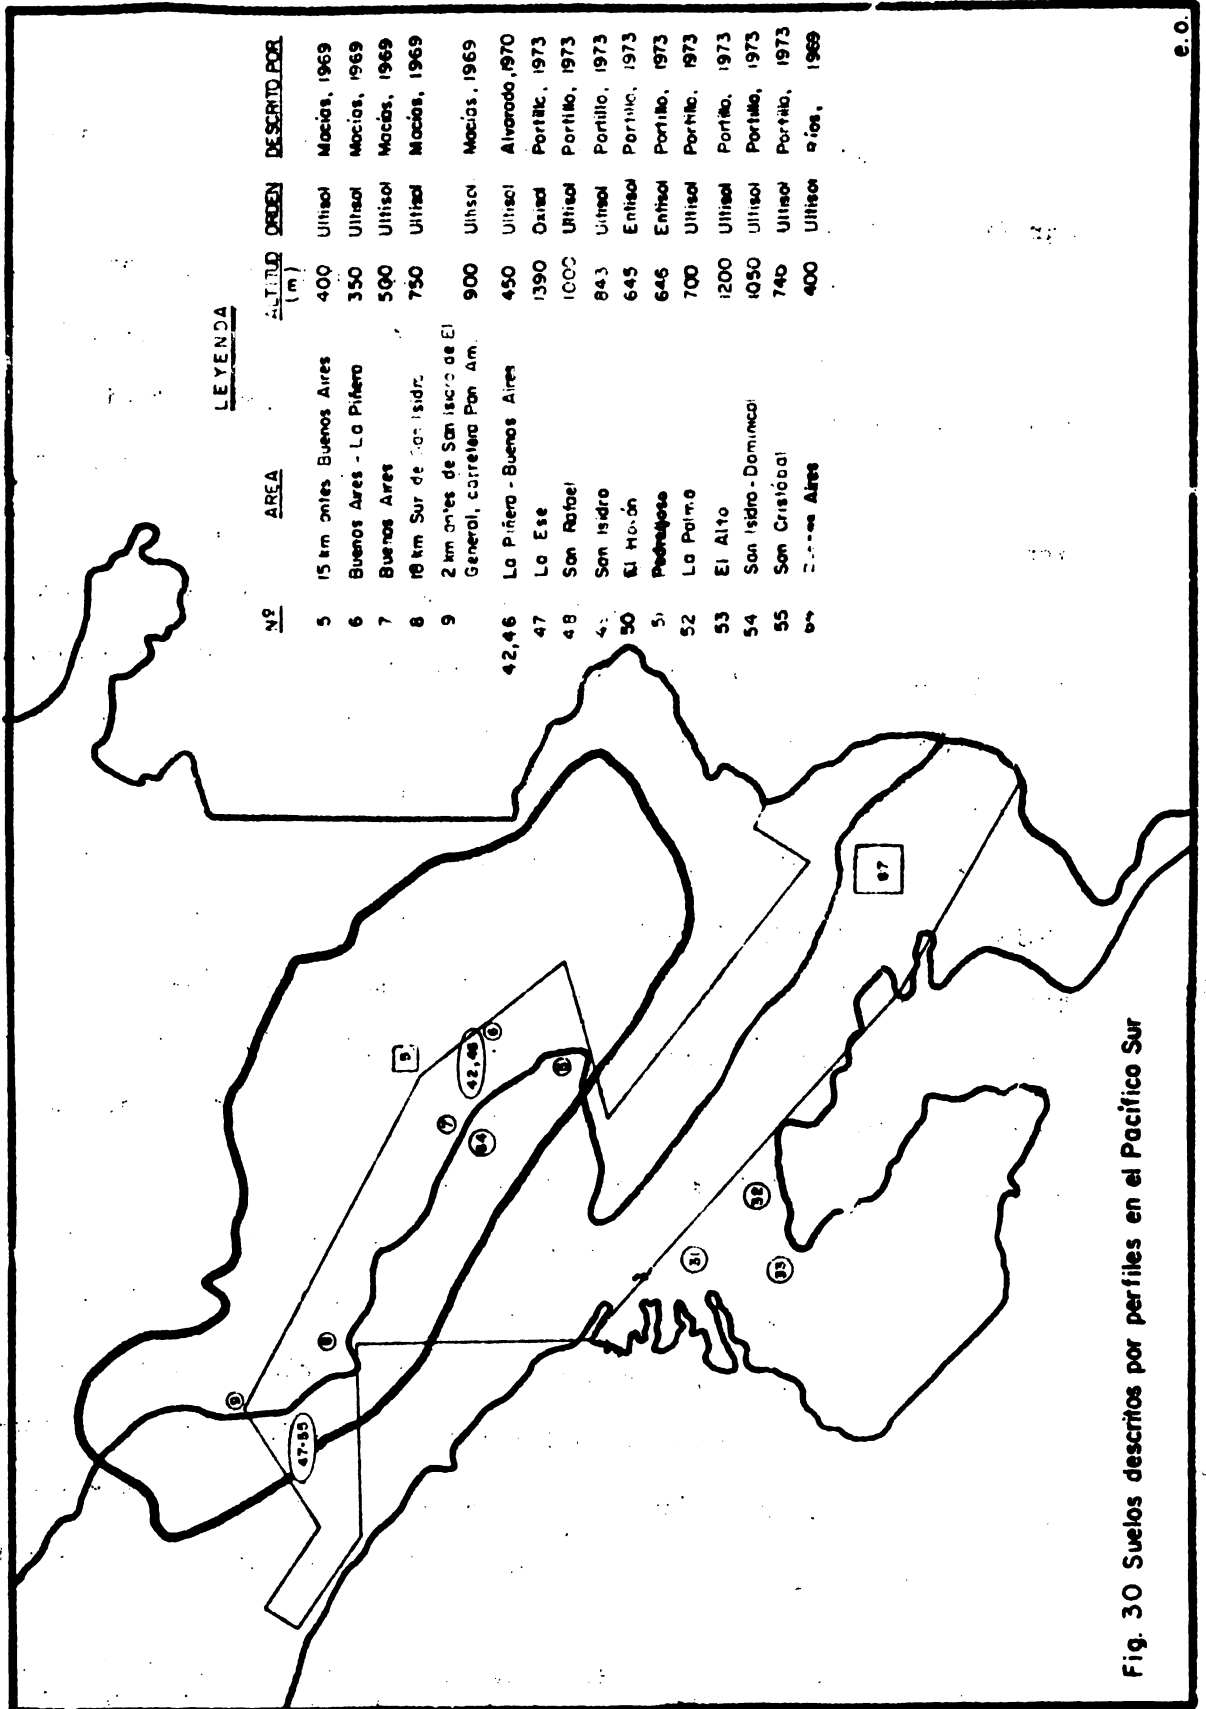 LEYENDA
Nº AREA ALTITUD (m) ORDEN DESCRITO POR
5 15 km antes Buenos Aires 400 Ultisol Macías, 1969
6 Buenos Aires - La Piñera 350 Ultisol Macías, 1969
7 Buenos Aires 500 Ultisol Macías, 1969
8 18 km Sur de San Isidro 750 Ultisol Macías, 1969
9 2 km antes de San Isidro de El
General, carretera Pan Am. 900 Ultisol Macías, 1969
42,46 La Piñera - Buenos Aires 450 Ultisol Alvarado, 1970
47 La Ese 1390 Oxisol Portillo, 1973
48 San Rafael 1000 Ultisol Portillo, 1973
San Isidro 843 Ultisol Portillo, 1973
50 El Hoyón 645 Entisol Portillo, 1973
51 Pedregoso 646 Entisol Portillo, 1973
52 La Palma 700 Ultisol Portillo, 1973
53 El Alto 1200 Ultisol Portillo, 1973
54 San Isidro - Dominical 1050 Ultisol Portillo, 1973
55 San Cristóbal 740 Ultisol Portillo, 1973
Buenos Aires 400 Ultisol Ríos, 1969
9
47-55
8
7
42,46
6
5
31
32
33
Fig. 30 Suelos descritos por perfiles en el Pacífico Sur
e.o.